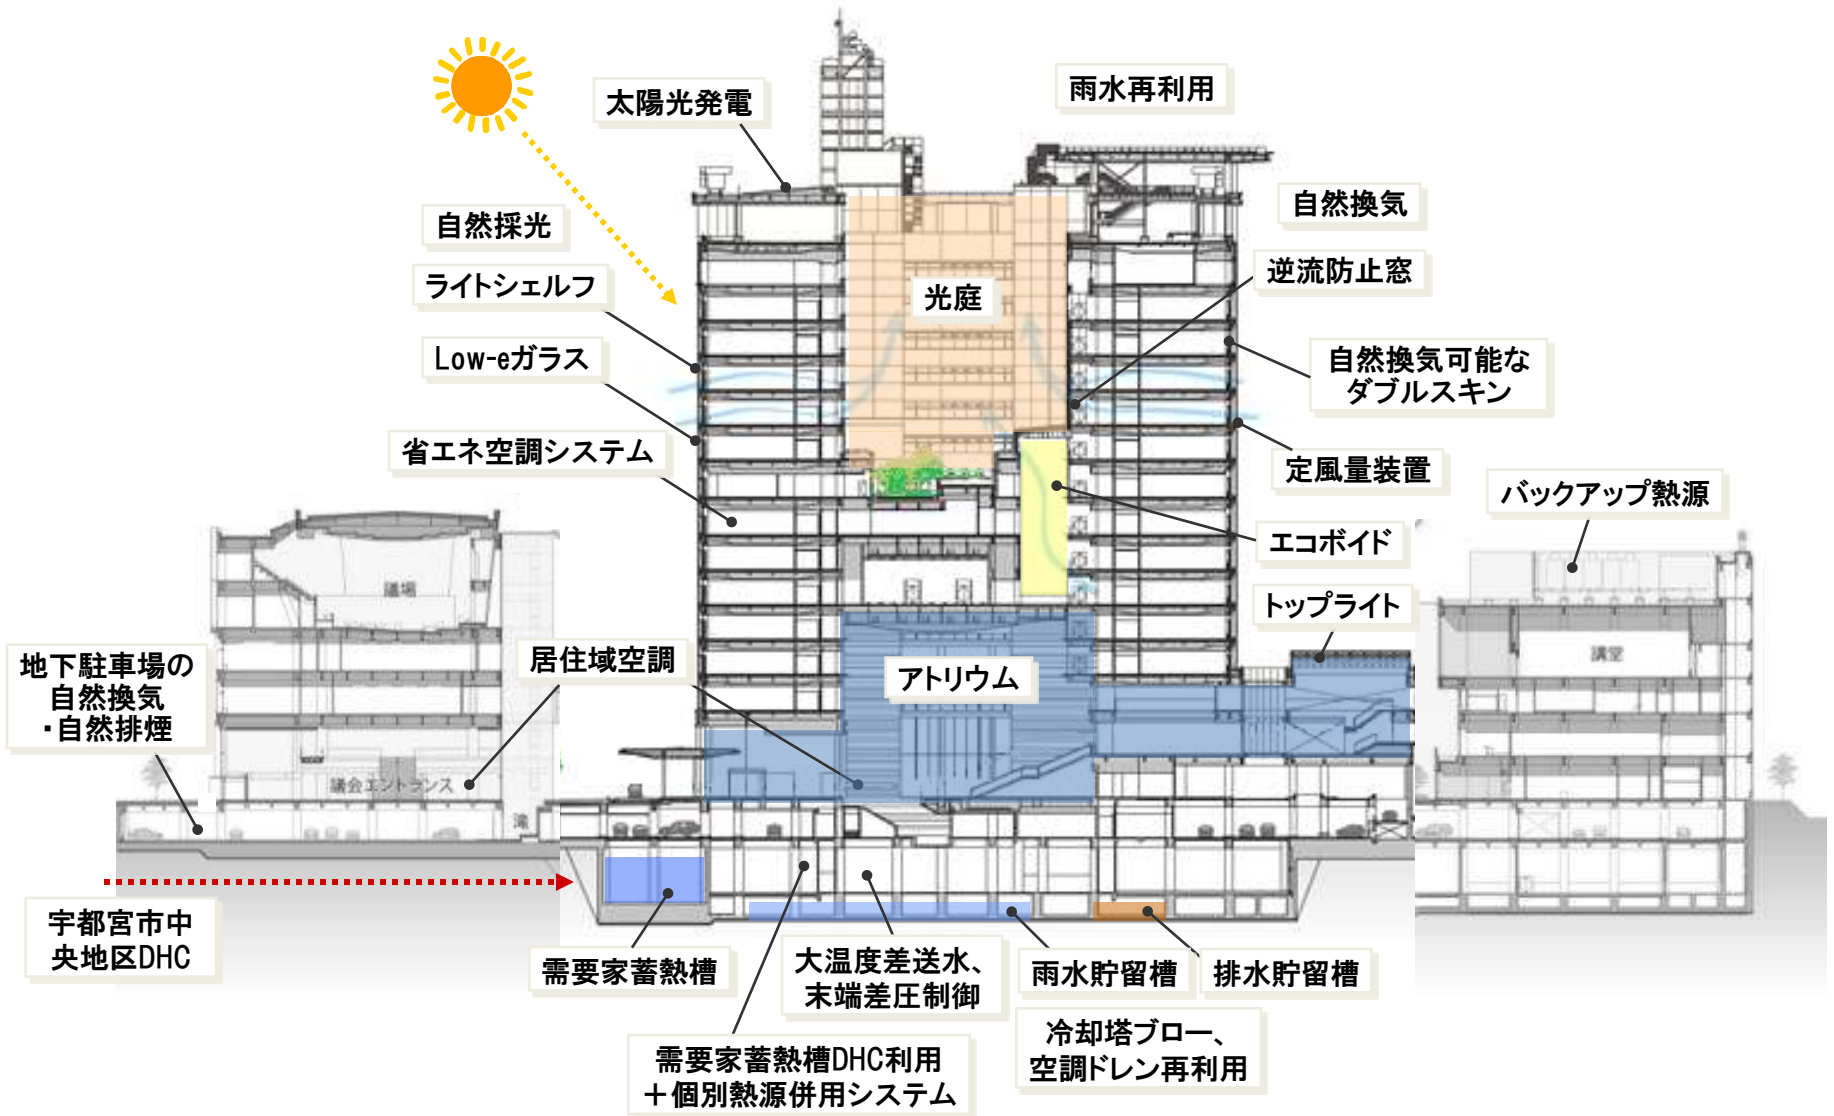 太陽光発電
雨水再利用
自然採光
自然換気
ライトシェルフ
逆流防止窓
光庭
Low-eガラス
自然換気可能な
ダブルスキン
省エネ空調システム
定風量装置
バックアップ熱源
エコボイド
議場
トップライト
地下駐車場の
自然換気
・自然排煙
居住域空調
アトリウム
講堂
議会エントランス
滝
宇都宮市中
央地区DHC
需要家蓄熱槽
大温度差送水、
末端差圧制御
雨水貯留槽
排水貯留槽
冷却塔ブロー、
空調ドレン再利用
需要家蓄熱槽DHC利用
＋個別熱源併用システム